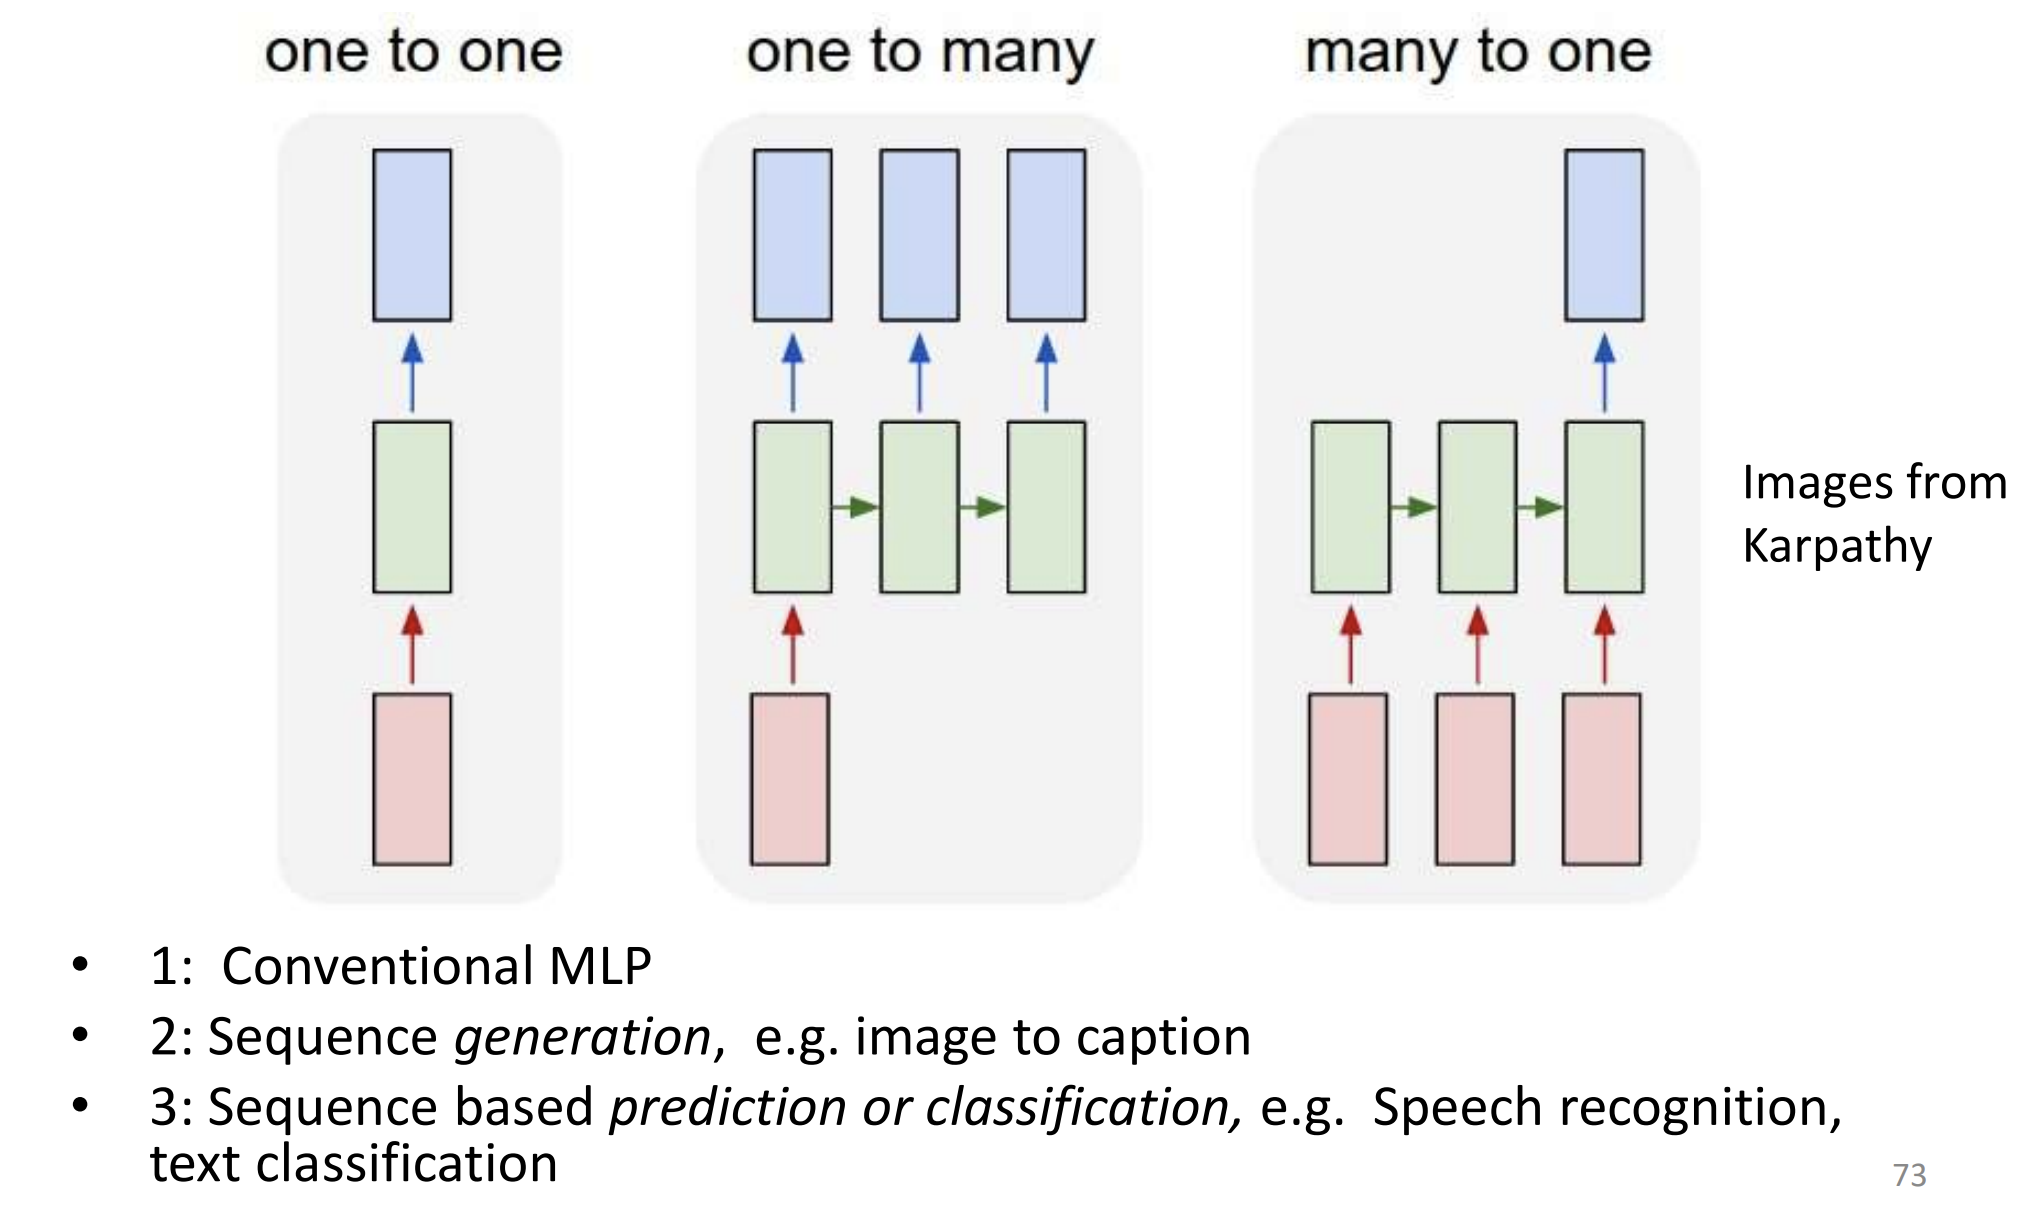 one to one
one to many
many to one
Images from
Karpathy
• 1:  Conventional MLP
• 2: Sequence generation,  e.g. image to caption
• 3: Sequence based prediction or classification, e.g.  Speech recognition,
text classification
73